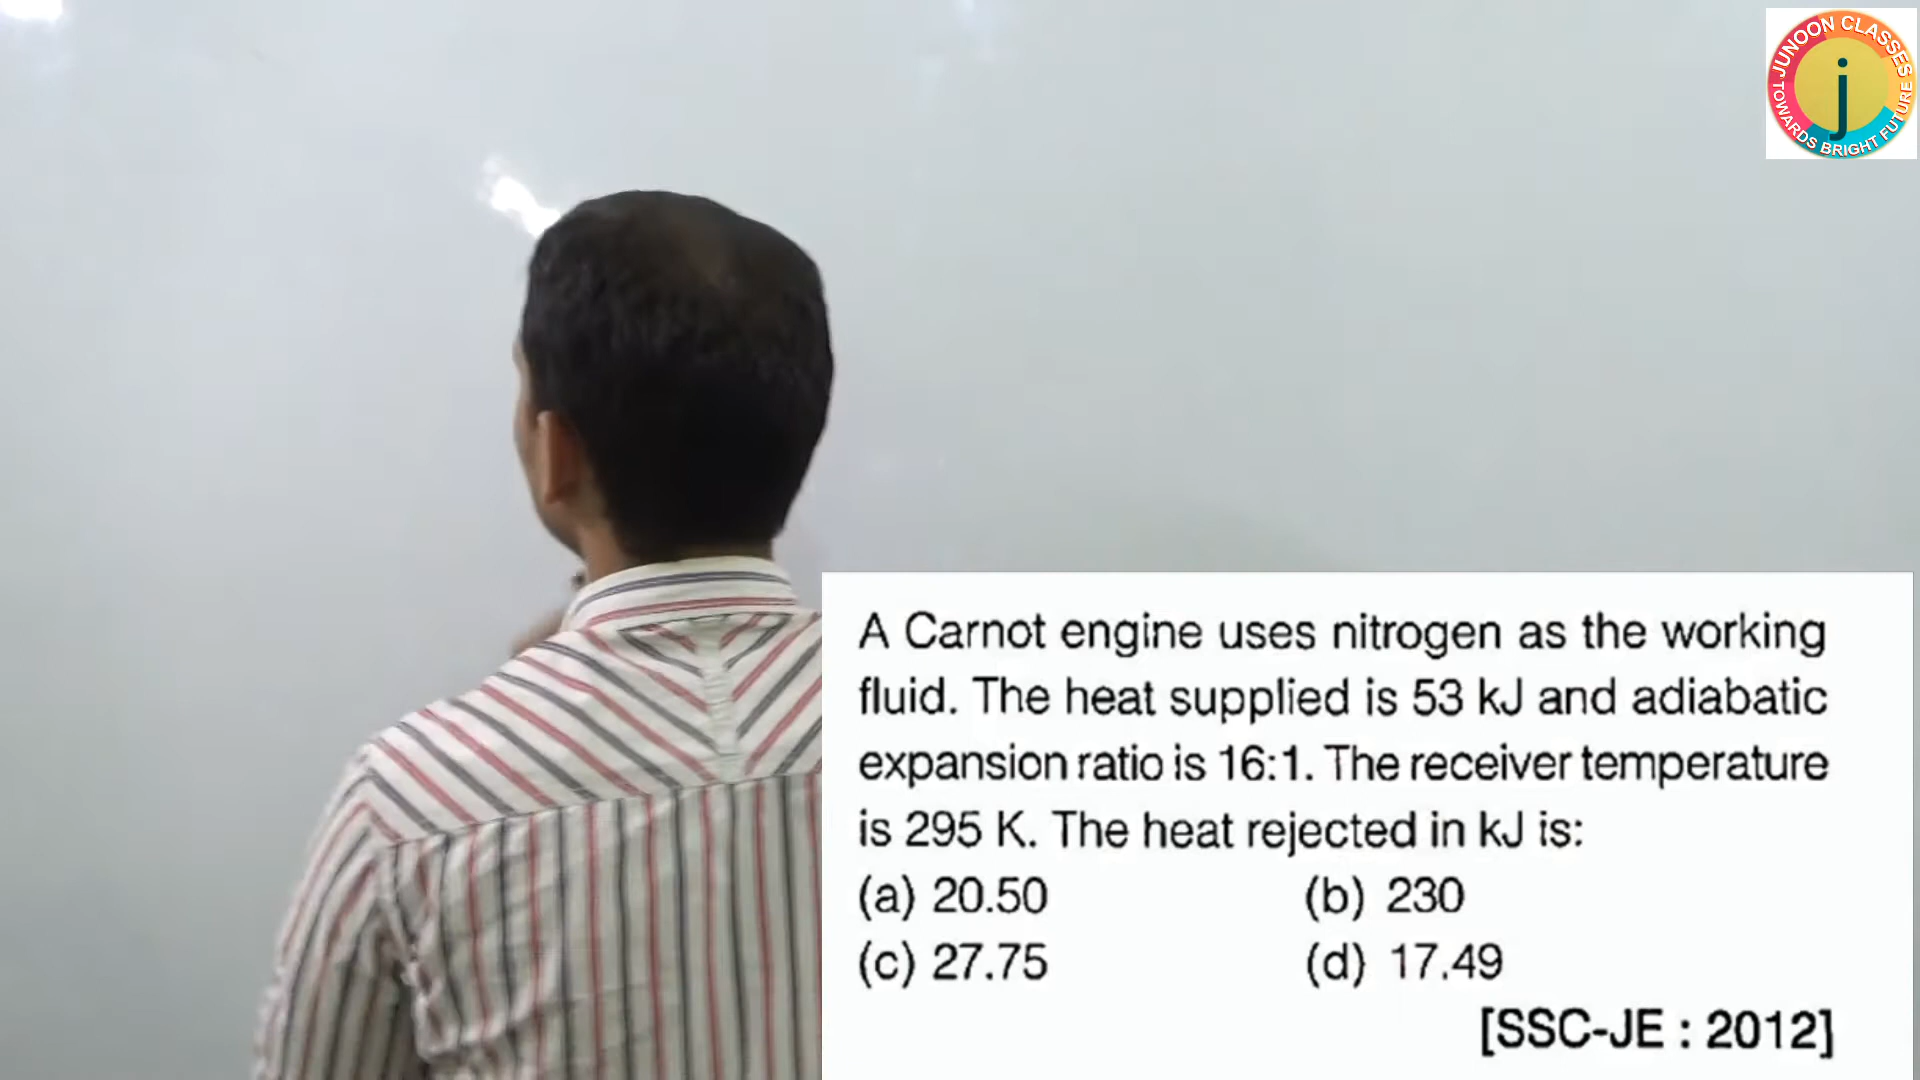 JUNOON CLASSES
j
TOWARDS BRIGHT FUTURE
A Carnot engine uses nitrogen as the working
fluid. The heat supplied is 53 kJ and adiabatic
expansion ratio is 16:1. The receiver temperature
is 295 K. The heat rejected in kJ is:
(a) 20.50 (b) 230
(c) 27.75 (d) 17.49
[SSC-JE : 2012]